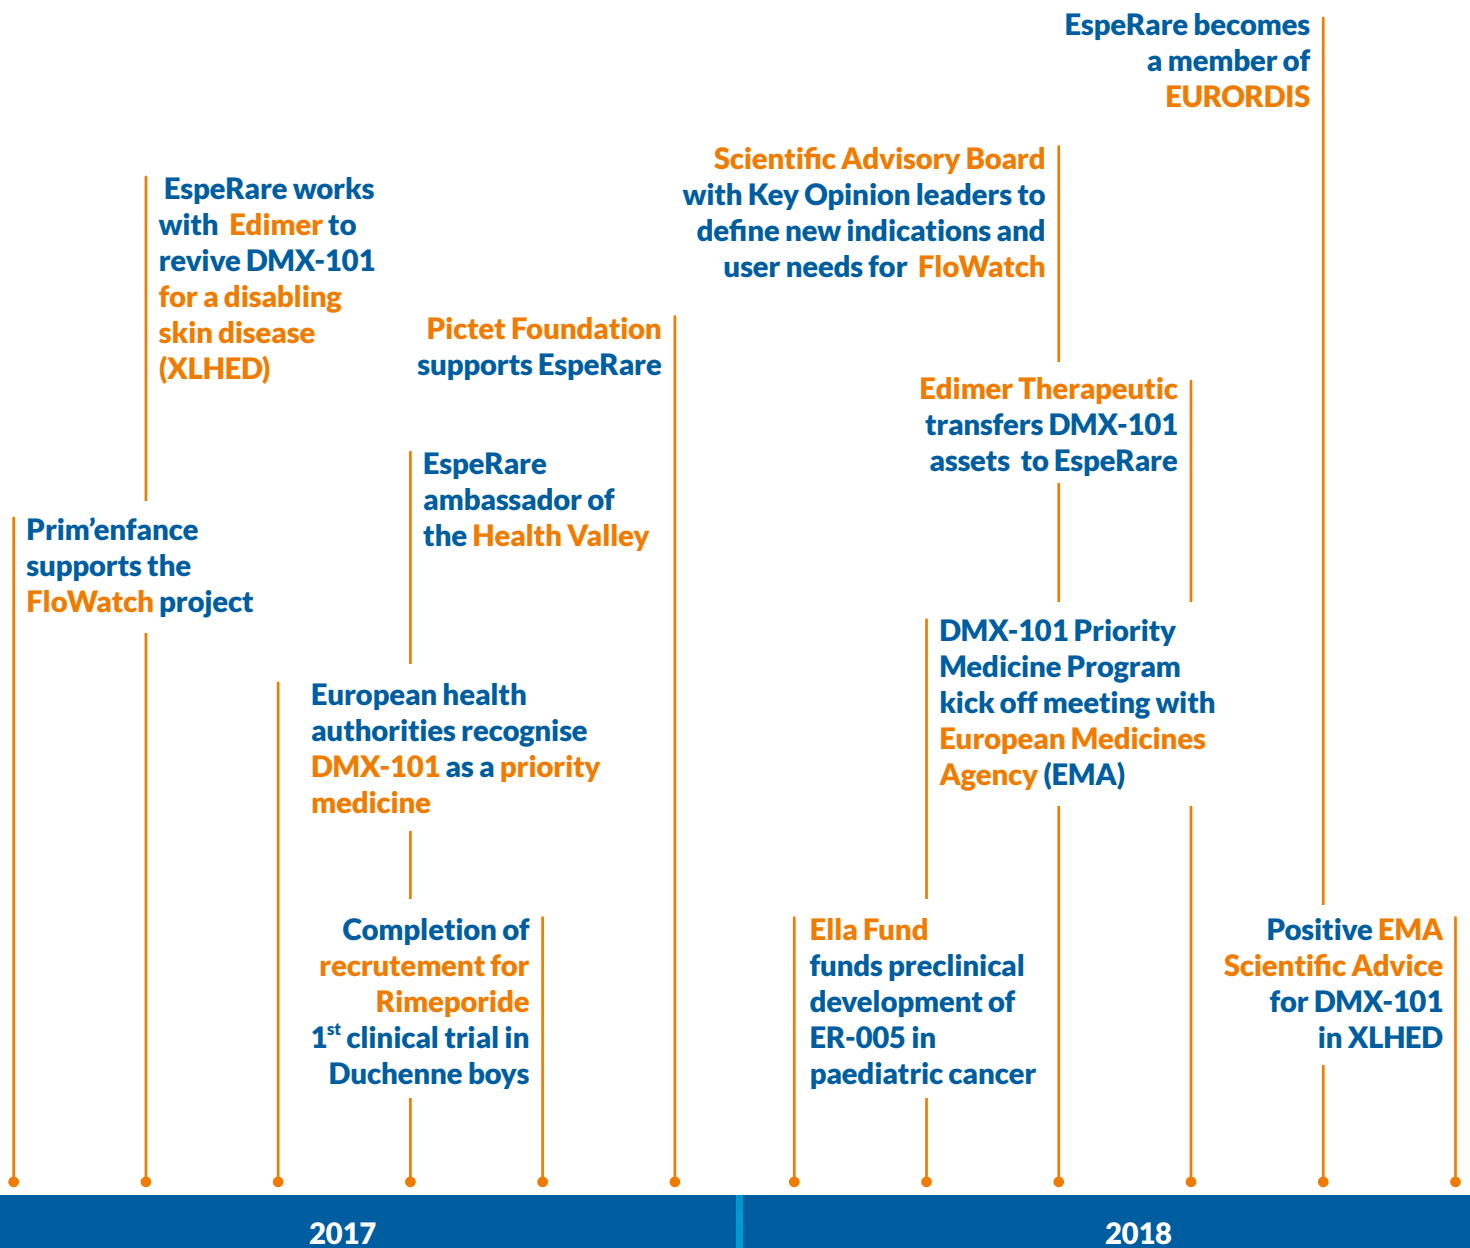 Prim’enfance
supports the
FloWatch project
EspeRare works
with Edimer to
revive DMX-101
for a disabling
skin disease
(XLHED)
European health
authorities recognise
DMX-101 as a priority
medicine
EspeRare
ambassador of
the Health Valley
Completion of
recrutement for
Rimeporide
1st clinical trial in
Duchenne boys
Pictet Foundation
supports EspeRare
Ella Fund
funds preclinical
development of
ER-005 in
paediatric cancer
DMX-101 Priority
Medicine Program
kick off meeting with
European Medicines
Agency (EMA)
Scientific Advisory Board
with Key Opinion leaders to
define new indications and
user needs for FloWatch
Edimer Therapeutic
transfers DMX-101
assets to EspeRare
EspeRare becomes
a member of
EURORDIS
Positive EMA
Scientific Advice
for DMX-101
in XLHED
2017
2018